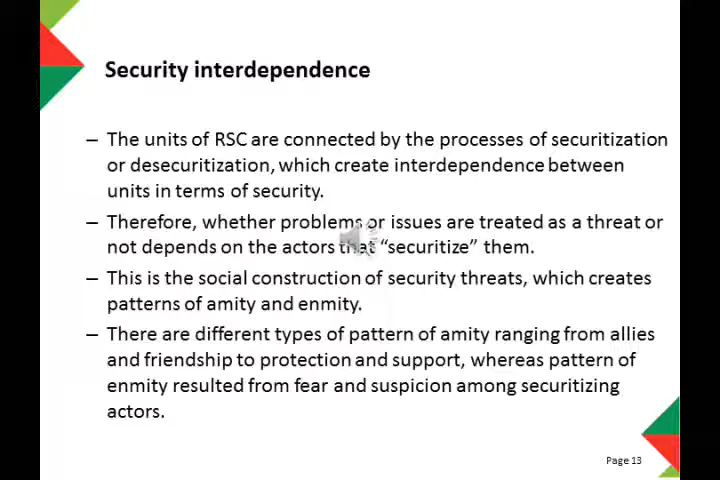 Security interdependence
– The units of RSC are connected by the processes of securitization
or desecuritization, which create interdependence between
units in terms of security.
– Therefore, whether problems or issues are treated as a threat or
not depends on the actors that “securitize” them.
– This is the social construction of security threats, which creates
patterns of amity and enmity.
– There are different types of pattern of amity ranging from allies
and friendship to protection and support, whereas pattern of
enmity resulted from fear and suspicion among securitizing
actors.
Page 13